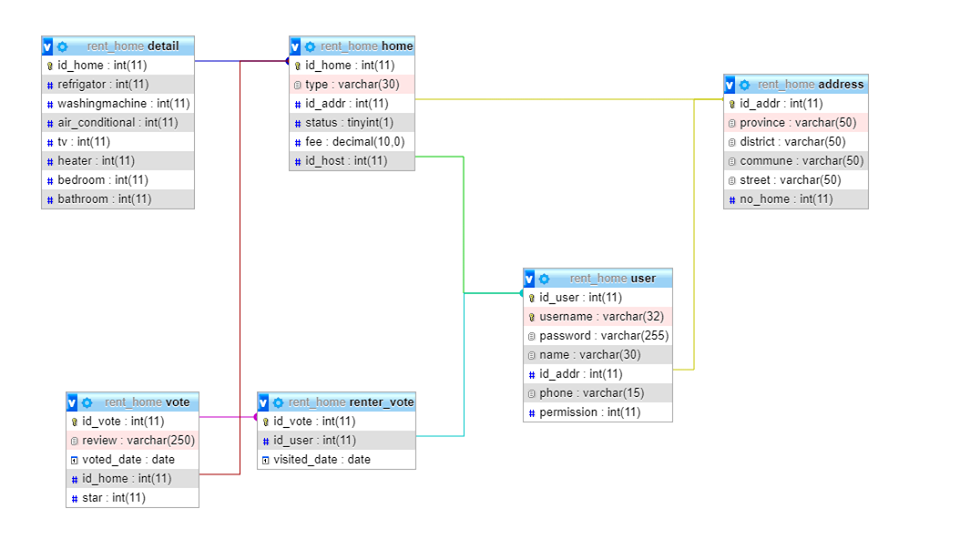 rent_home detail
id_home : int(11)
refrigator : int(11)
washingmachine : int(11)
air_conditional : int(11)
tv : int(11)
heater : int(11)
bedroom : int(11)
bathroom : int(11)
rent_home home
id_home : int(11)
type : varchar(30)
id_addr : int(11)
status : tinyint(1)
fee : decimal(10,0)
id_host : int(11)
rent_home address
id_addr : int(11)
province : varchar(50)
district : varchar(50)
commune : varchar(50)
street : varchar(50)
no_home : int(11)
rent_home user
id_user : int(11)
username : varchar(32)
password : varchar(255)
name : varchar(30)
id_addr : int(11)
phone : varchar(15)
permission : int(11)
rent_home vote
id_vote : int(11)
review : varchar(250)
voted_date : date
id_home : int(11)
star : int(11)
rent_home renter_vote
id_vote : int(11)
id_user : int(11)
visited_date : date